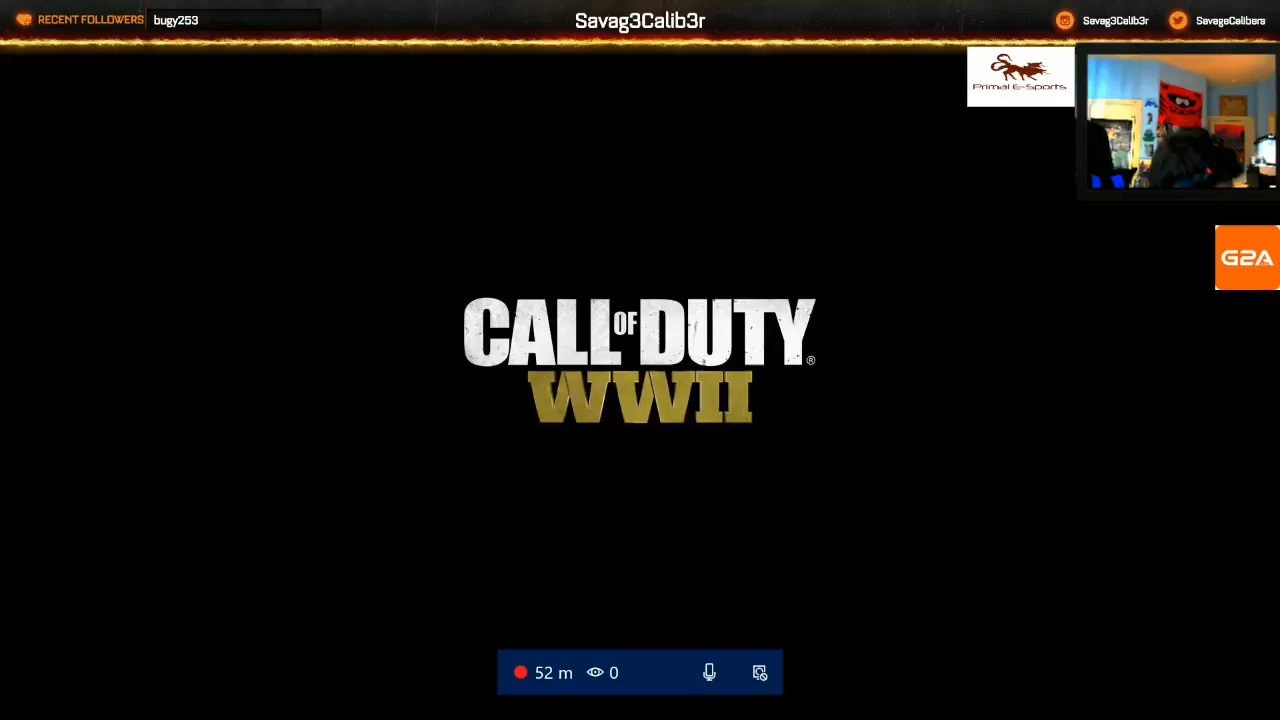 RECENT FOLLOWERS bugy253
Savag3Calib3r
Savag3Calib3r
SavageCalibers
Primal E-Sports
G2A
CALL OF DUTY®
WWII
52 m 0